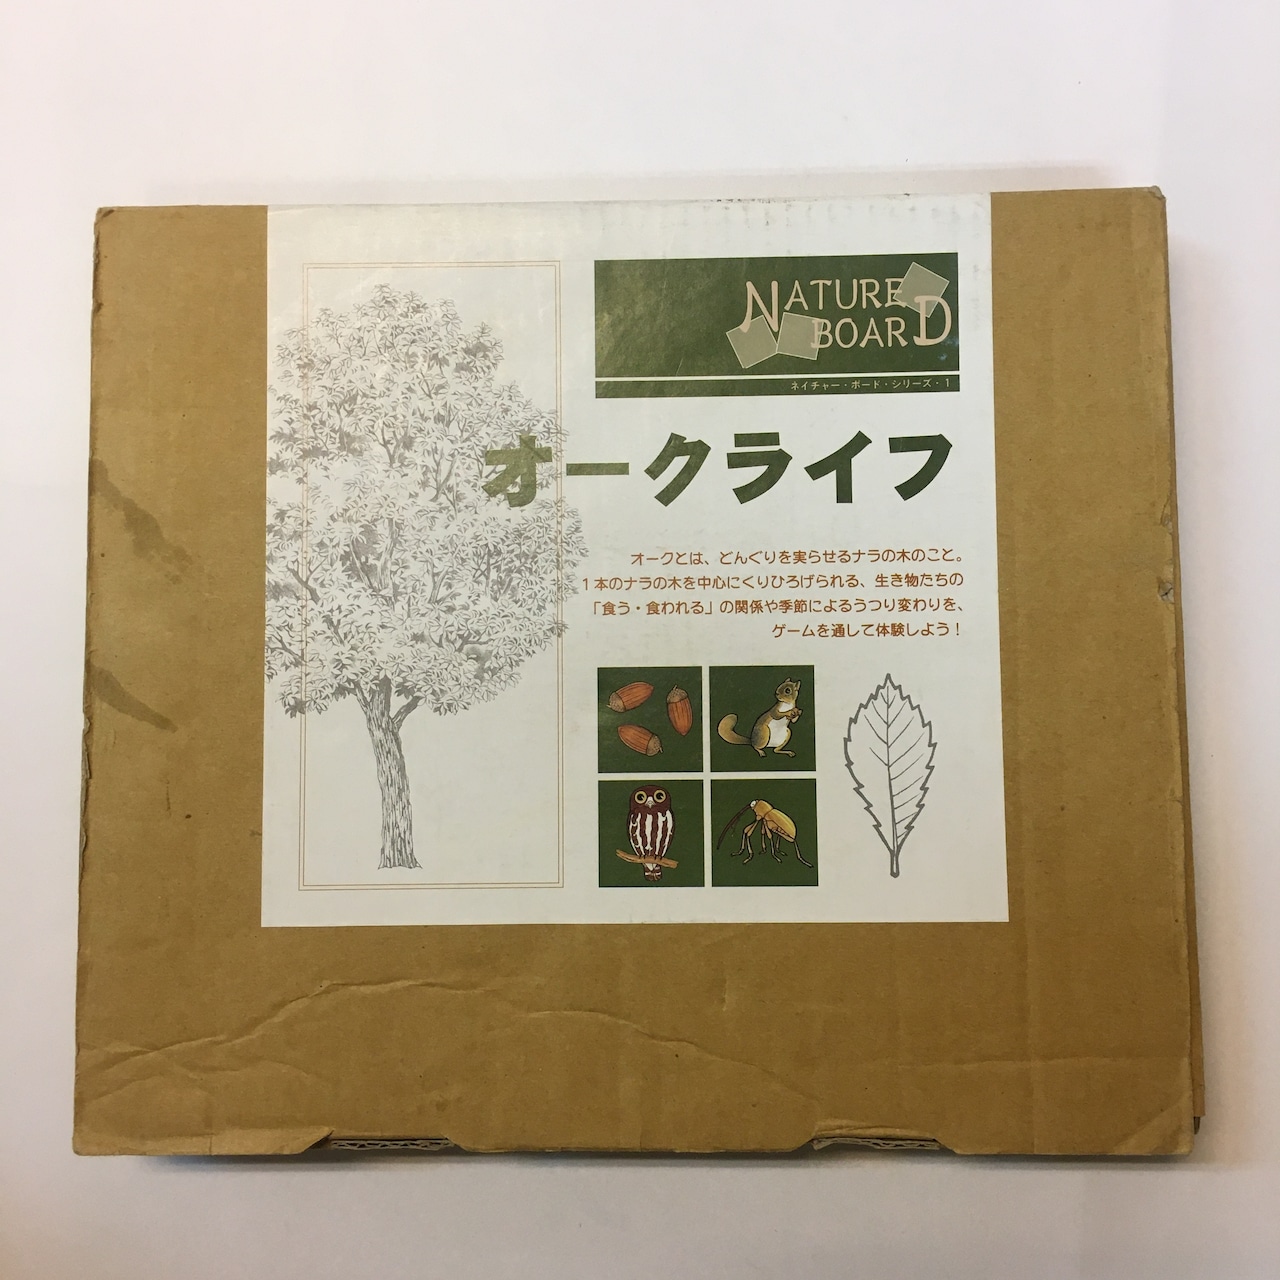 NATURE
BOARD
ネイチャー・ボード・シリーズ・1
オークライフ
オークとは、どんぐりを実らせるナラの木のこと。
1本のナラの木を中心にくりひろげられる、生き物たちの
「食う・食われる」の関係や季節によるうつり変わりを、
ゲームを通して体験しよう！